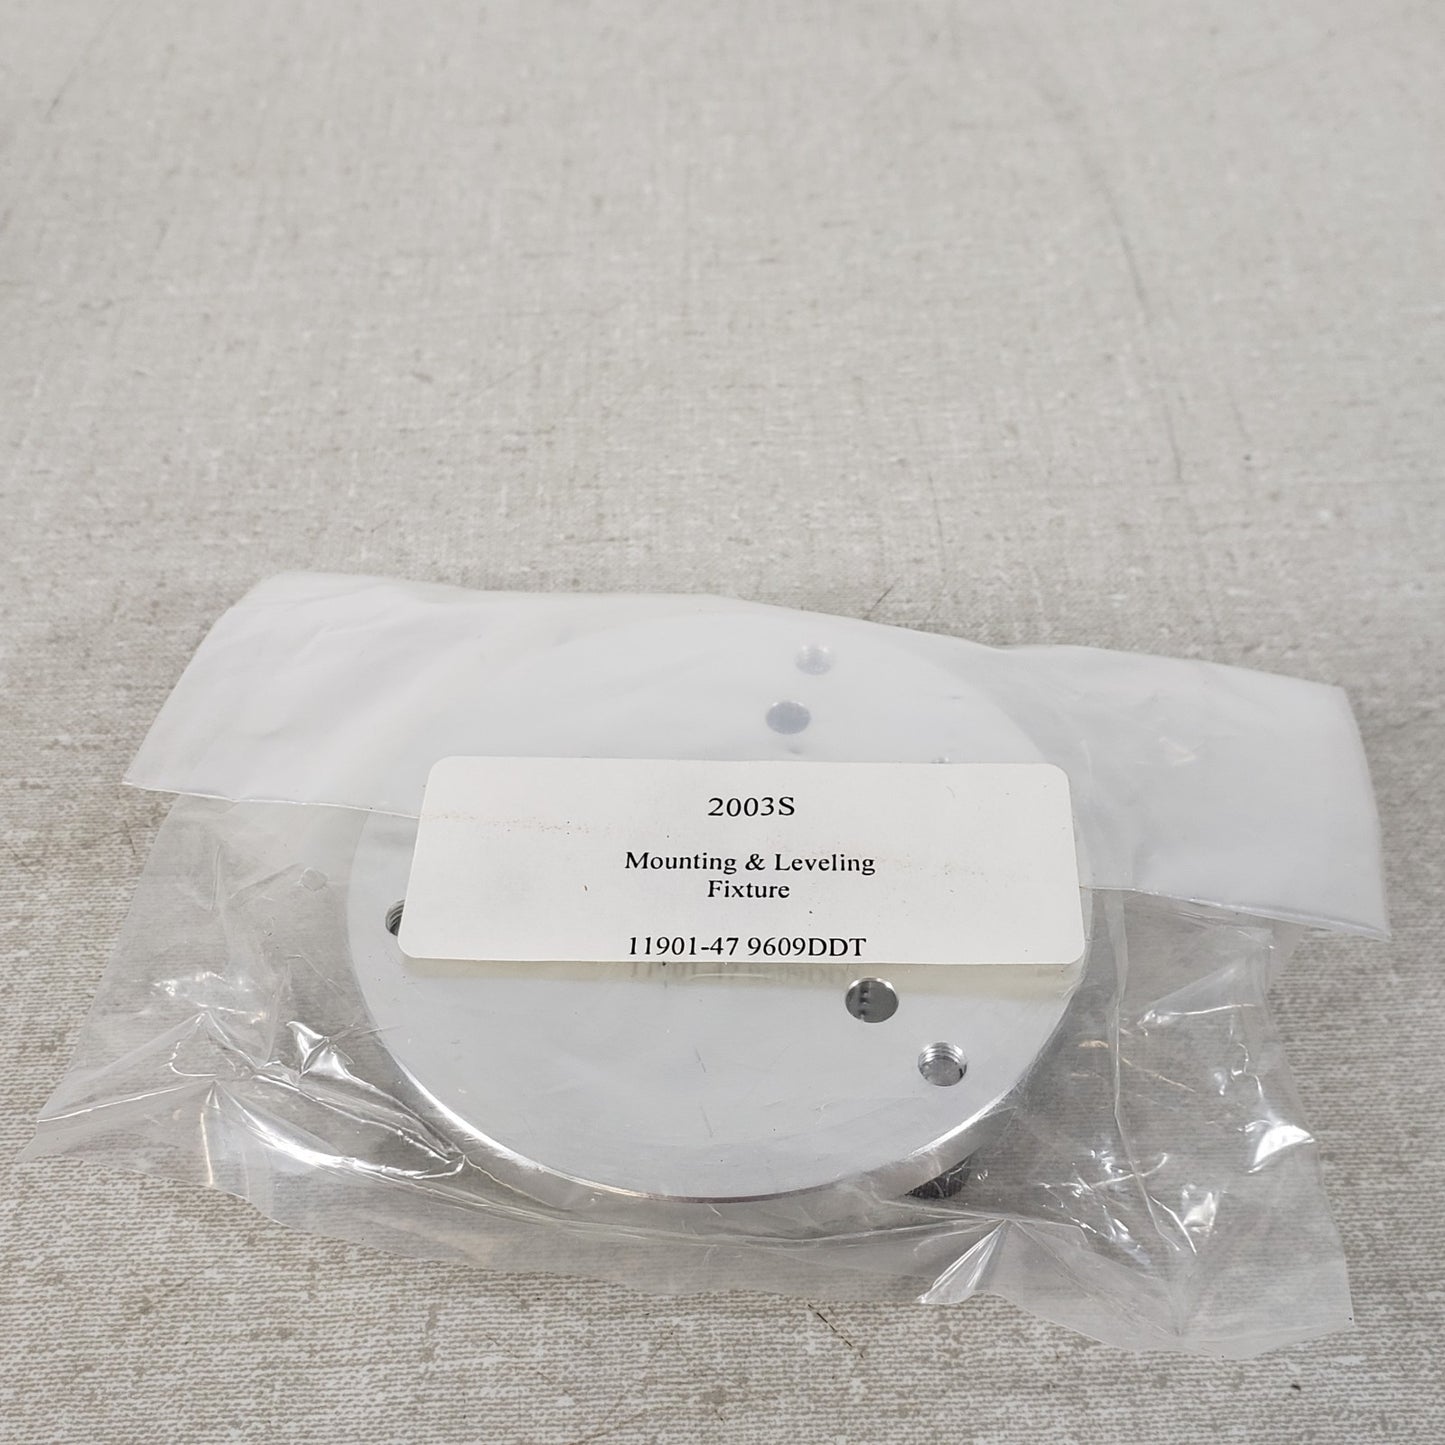 2003S
Mounting & Leveling
Fixture
11901-47 9609DDT